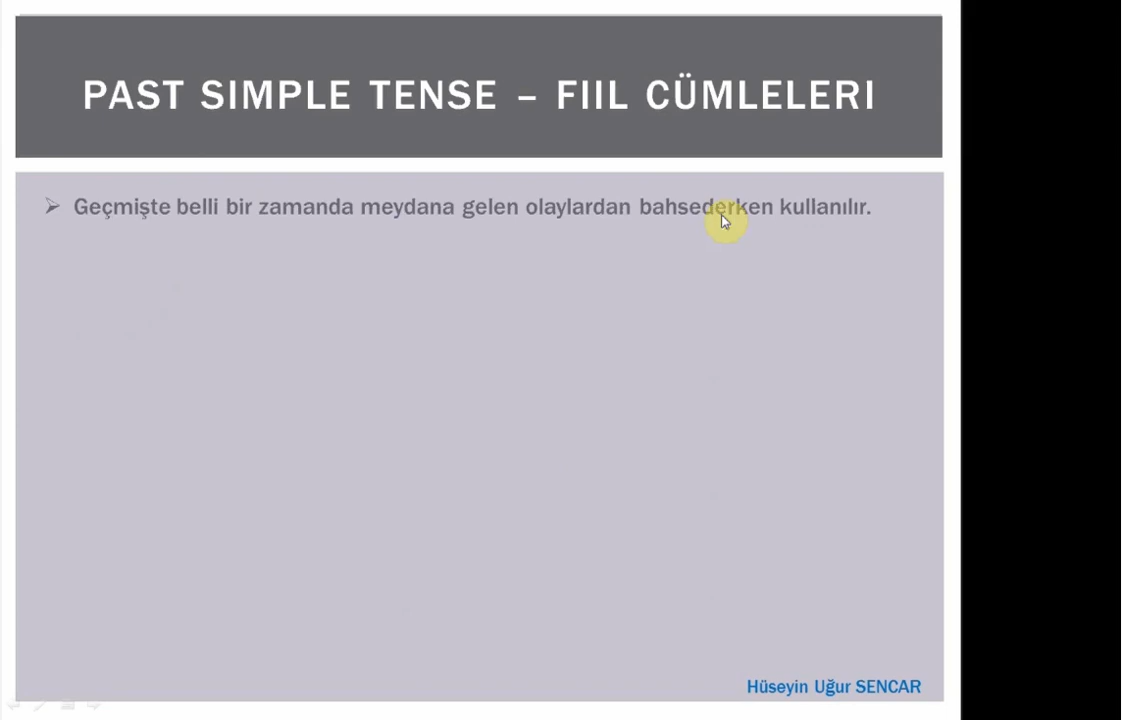 PAST SIMPLE TENSE – FIIL CÜMLELERI
Geçmişte belli bir zamanda meydana gelen olaylardan bahsederken kullanılır.
Hüseyin Uğur SENCAR